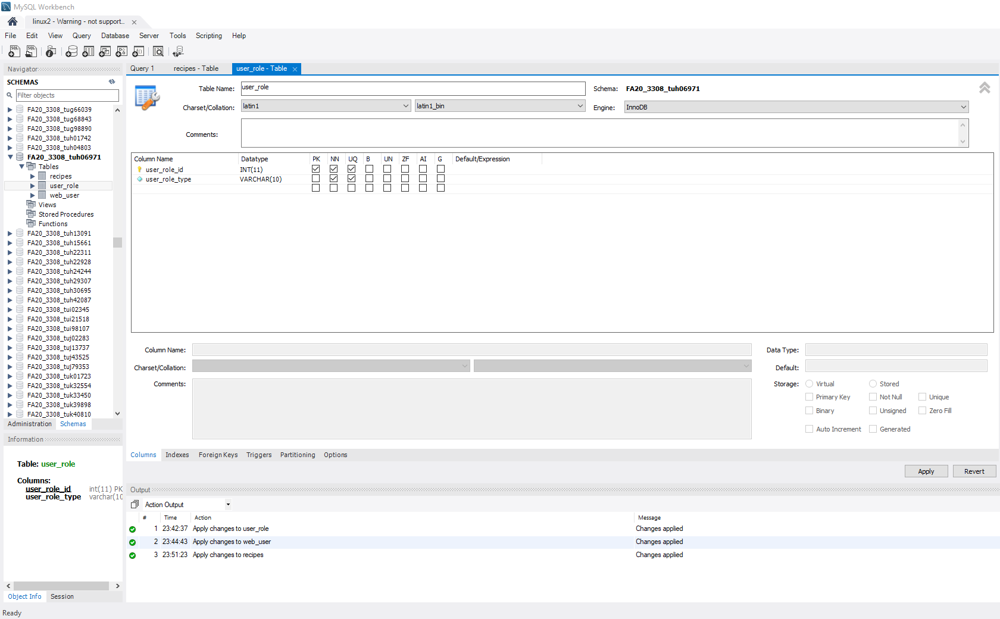 MySQL Workbench
linux2 - Warning - not support...
File Edit View Query Database Server Tools Scripting Help
Navigator
SCHEMAS
Filter objects
FA20_3308_tug66039
FA20_3308_tug68843
FA20_3308_tug98890
FA20_3308_tuh01742
FA20_3308_tuh04803
FA20_3308_tuh06971
Tables
recipes
user_role
web_user
Views
Stored Procedures
Functions
FA20_3308_tuh13091
FA20_3308_tuh15661
FA20_3308_tuh22311
FA20_3308_tuh22928
FA20_3308_tuh24244
FA20_3308_tuh29307
FA20_3308_tuh30695
FA20_3308_tuh42087
FA20_3308_tui02345
FA20_3308_tui21518
FA20_3308_tui98107
FA20_3308_tuj02283
FA20_3308_tuj13737
FA20_3308_tuj43525
FA20_3308_tuj79353
FA20_3308_tuk01723
FA20_3308_tuk32554
FA20_3308_tuk33450
FA20_3308_tuk39898
FA20_3308_tuk40810
Administration Schemas
Information
Table: user_role
Columns:
user_role_id int(11) PK
user_role_type varchar(10
Object Info Session
Query 1 recipes - Table user_role - Table
Table Name: user_role Schema: FA20_3308_tuh06971
Charset/Collation: latin1 latin1_bin Engine: InnoDB
Comments:
Column Name Datatype PK NN UQ B UN ZF AI G Default/Expression
user_role_id INT(11)
user_role_type VARCHAR(10)
Column Name: Data Type:
Charset/Collation: Default:
Comments: Storage: Virtual Stored
Primary Key Not Null Unique
Binary Unsigned Zero Fill
Auto Increment Generated
Columns Indexes Foreign Keys Triggers Partitioning Options
Apply Revert
Output
Action Output
# Time Action Message
1 23:42:37 Apply changes to user_role Changes applied
2 23:44:43 Apply changes to web_user Changes applied
3 23:51:23 Apply changes to recipes Changes applied
Ready